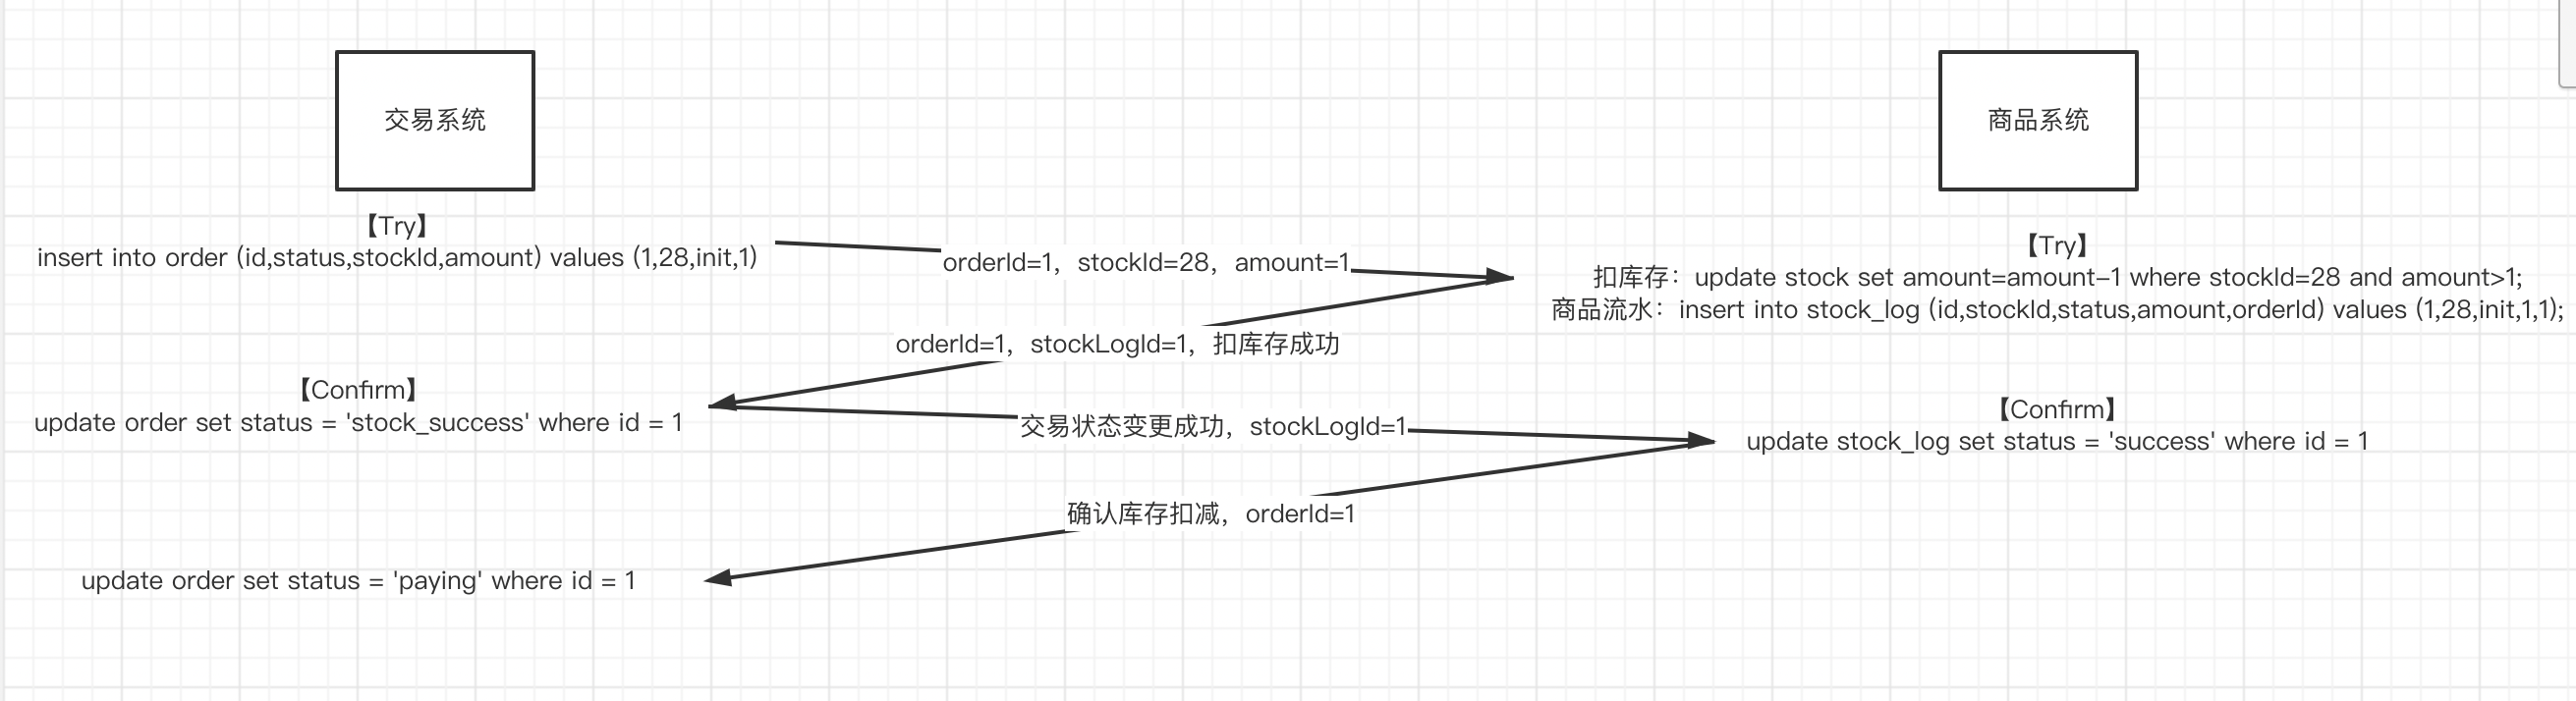 交易系统
商品系统
【Try】
insert into order (id,status,stockId,amount) values (1,28,init,1)
orderId=1，stockId=28，amount=1
【Try】
扣库存：update stock set amount=amount-1 where stockId=28 and amount>1;
商品流水：insert into stock_log (id,stockId,status,amount,orderId) values (1,28,init,1,1);
orderId=1，stockLogId=1，扣库存成功
【Confirm】
update order set status = 'stock_success' where id = 1
交易状态变更成功，stockLogId=1
【Confirm】
update stock_log set status = 'success' where id = 1
确认库存扣减，orderId=1
update order set status = 'paying' where id = 1